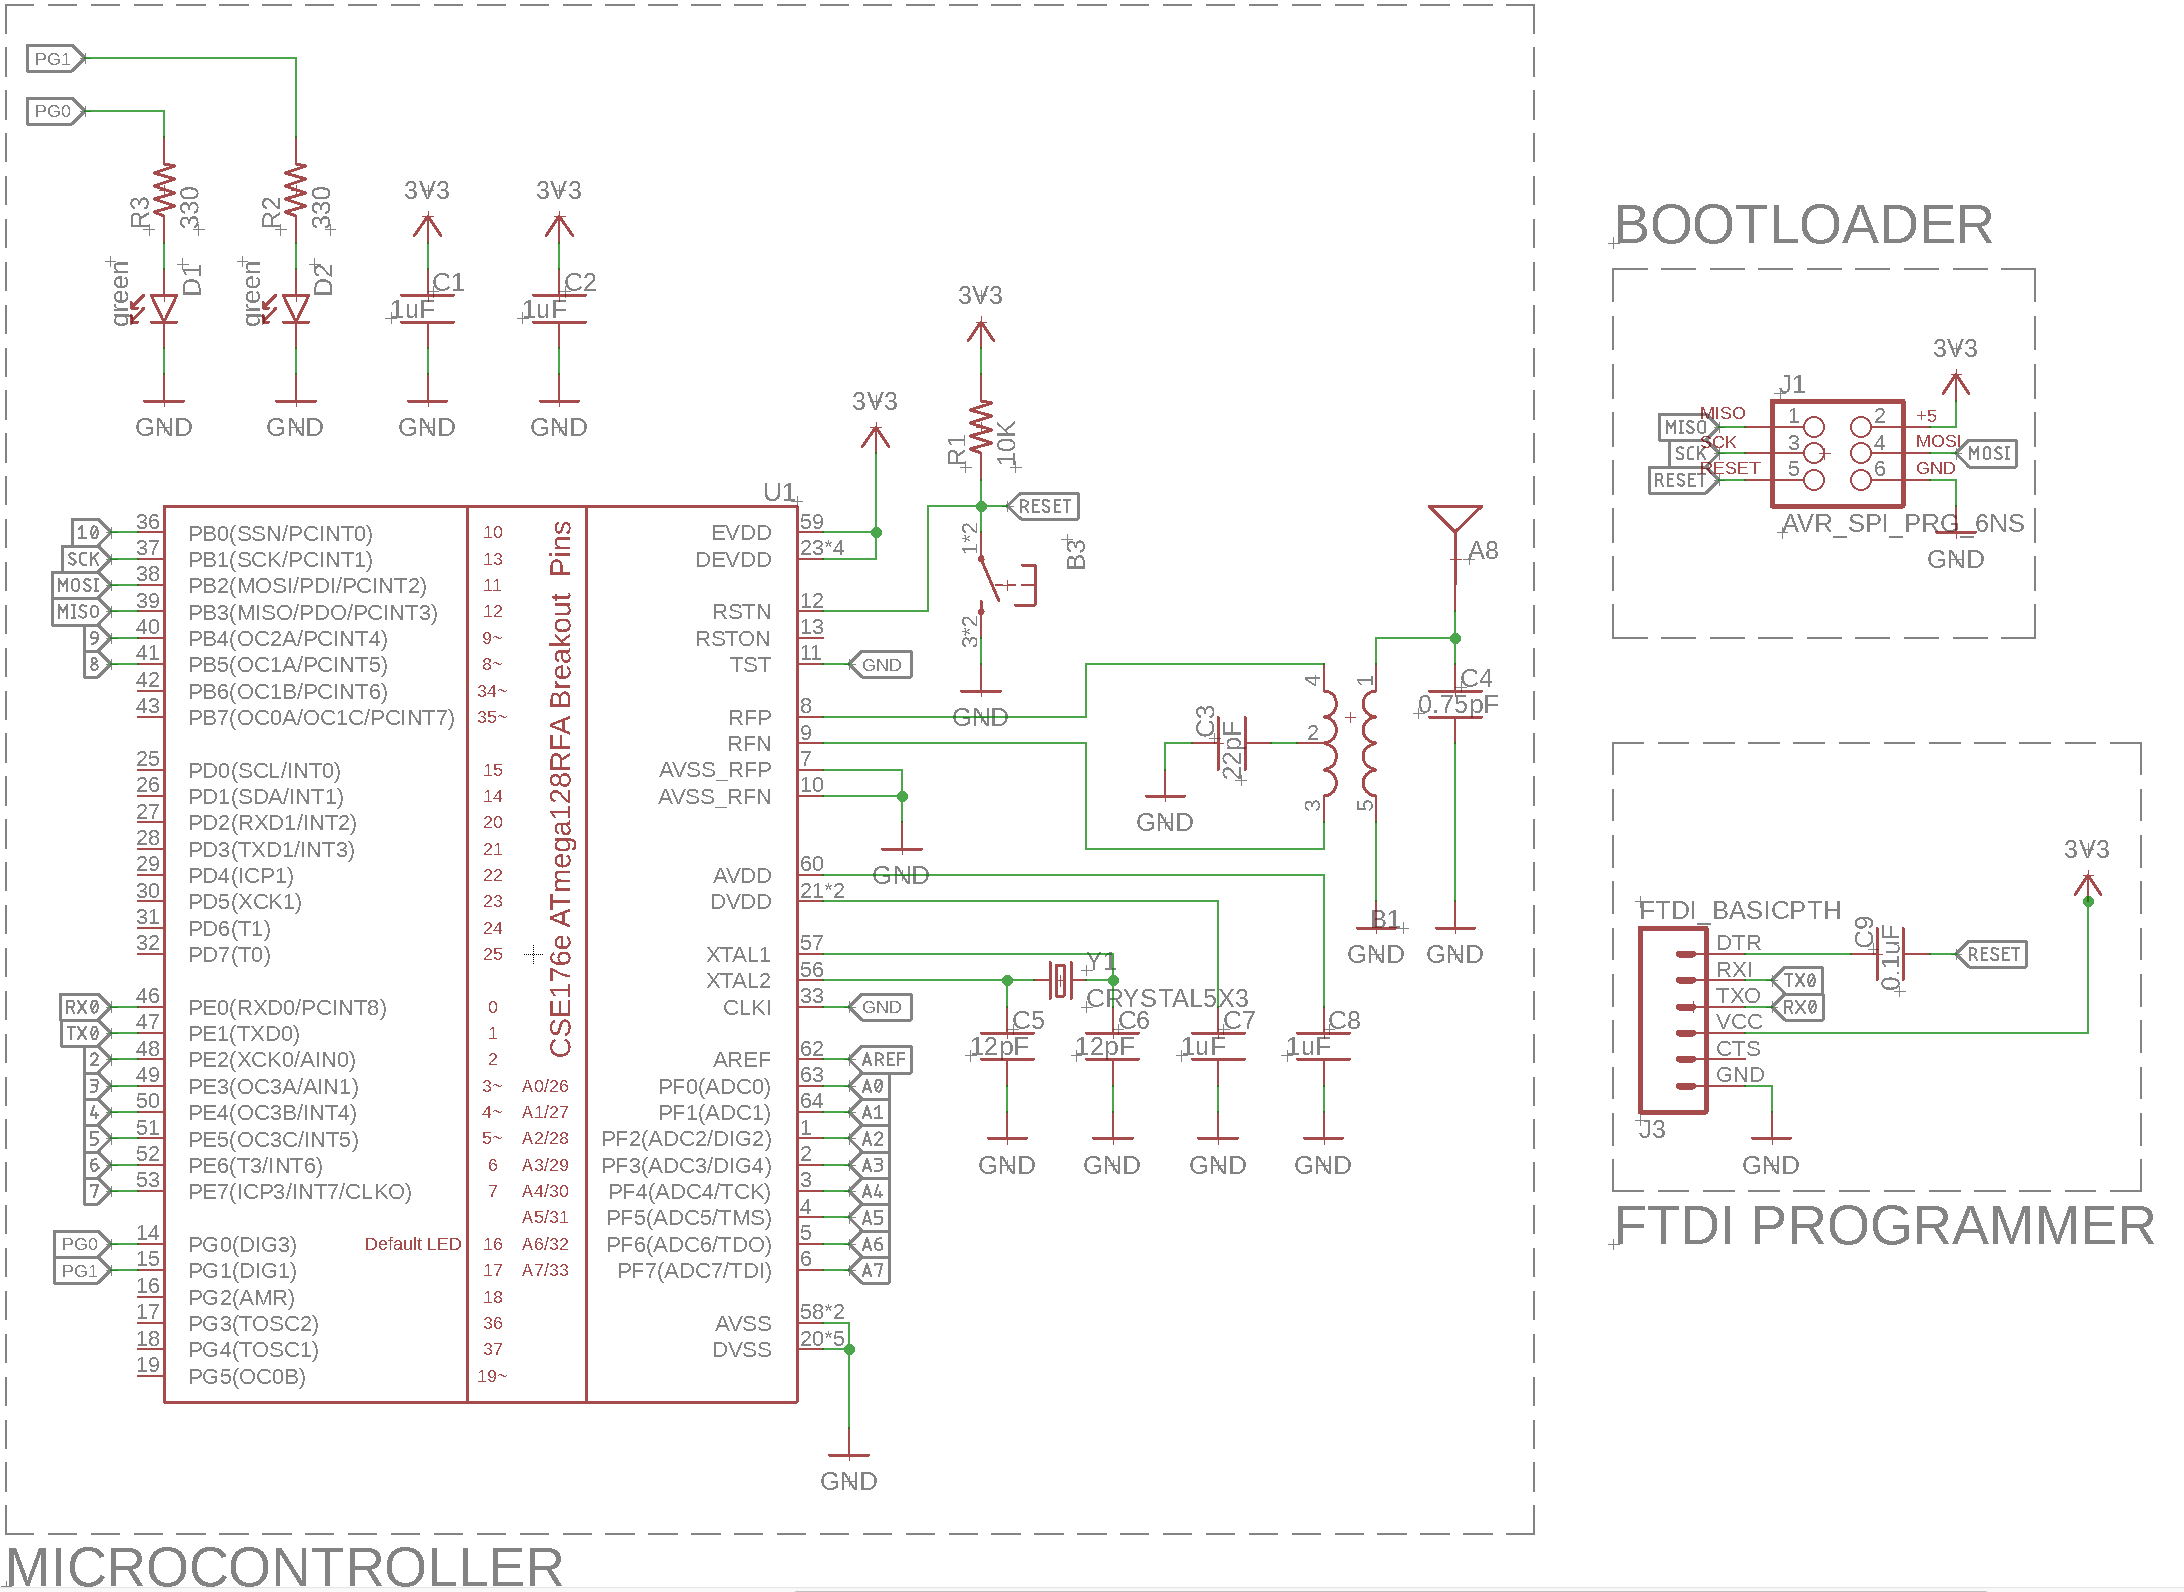 PG1
PG0
R3
330
R2
330
green
D1
green
D2
3V3
C1
1uF
3V3
C2
1uF
GND
GND
GND
GND
3V3
3V3
R1
10K
RESET
1*2
3*2
B3
GND
U1
CSE176e ATmega128RFA Breakout Pins
10 36 PB0(SSN/PCINT0) 10
SCK 37 PB1(SCK/PCINT1) 13
MOSI 38 PB2(MOSI/PDI/PCINT2) 11
MISO 39 PB3(MISO/PDO/PCINT3) 12
9 40 PB4(OC2A/PCINT4) 9~
8 41 PB5(OC1A/PCINT5) 8~
42 PB6(OC1B/PCINT6) 34~
43 PB7(OC0A/OC1C/PCINT7) 35~
25 PD0(SCL/INT0) 15
26 PD1(SDA/INT1) 14
27 PD2(RXD1/INT2) 20
28 PD3(TXD1/INT3) 21
29 PD4(ICP1) 22
30 PD5(XCK1) 23
31 PD6(T1) 24
32 PD7(T0) 25
RX0 46 PE0(RXD0/PCINT8) 0
TX0 47 PE1(TXD0) 1
2 48 PE2(XCK0/AIN0) 2
3 49 PE3(OC3A/AIN1) 3~
4 50 PE4(OC3B/INT4) 4~
5 51 PE5(OC3C/INT5) 5~
6 52 PE6(T3/INT6) 6
7 53 PE7(ICP3/INT7/CLKO) 7
PG0 14 PG0(DIG3) Default LED 16
PG1 15 PG1(DIG1) 17
16 PG2(AMR) 18
17 PG3(TOSC2) 36
18 PG4(TOSC1) 37
19 PG5(OC0B) 19~
EVDD 59
DEVDD 23*4
RSTN 12
RSTON 13
TST 11 GND
RFP 8
RFN 9
AVSS_RFP 7
AVSS_RFN 10
GND
AVDD 60
DVDD 21*2
XTAL1 57
XTAL2 56
CLKI 33 GND
AREF 62 AREF
A0/26 PF0(ADC0) 63 A0
A1/27 PF1(ADC1) 64 A1
A2/28 PF2(ADC2/DIG2) 1 A2
A3/29 PF3(ADC3/DIG4) 2 A3
A4/30 PF4(ADC4/TCK) 3 A4
A5/31 PF5(ADC5/TMS) 4 A5
A6/32 PF6(ADC6/TDO) 5 A6
A7/33 PF7(ADC7/TDI) 6 A7
AVSS 58*2
DVSS 20*5
GND
A8
4
2
3
1
5
C3
22pF
GND
C4
0.75pF
B1
GND
GND
Y1
CRYSTAL5X3
C5
12pF
C6
12pF
C7
1uF
C8
1uF
GND
GND
GND
GND
MICROCONTROLLER
BOOTLOADER
3V3
J1
MISO MISO 1 2 +5
SCK SCK 3 4 MOSI MOSI
RESET RESET 5 6 GND
AVR_SPI_PRG_6NS
GND
3V3
FTDI_BASICPTH
DTR
C9
0.1uF
RESET
RXI TX0
TXO RX0
VCC
CTS
GND
J3
GND
FTDI PROGRAMMER